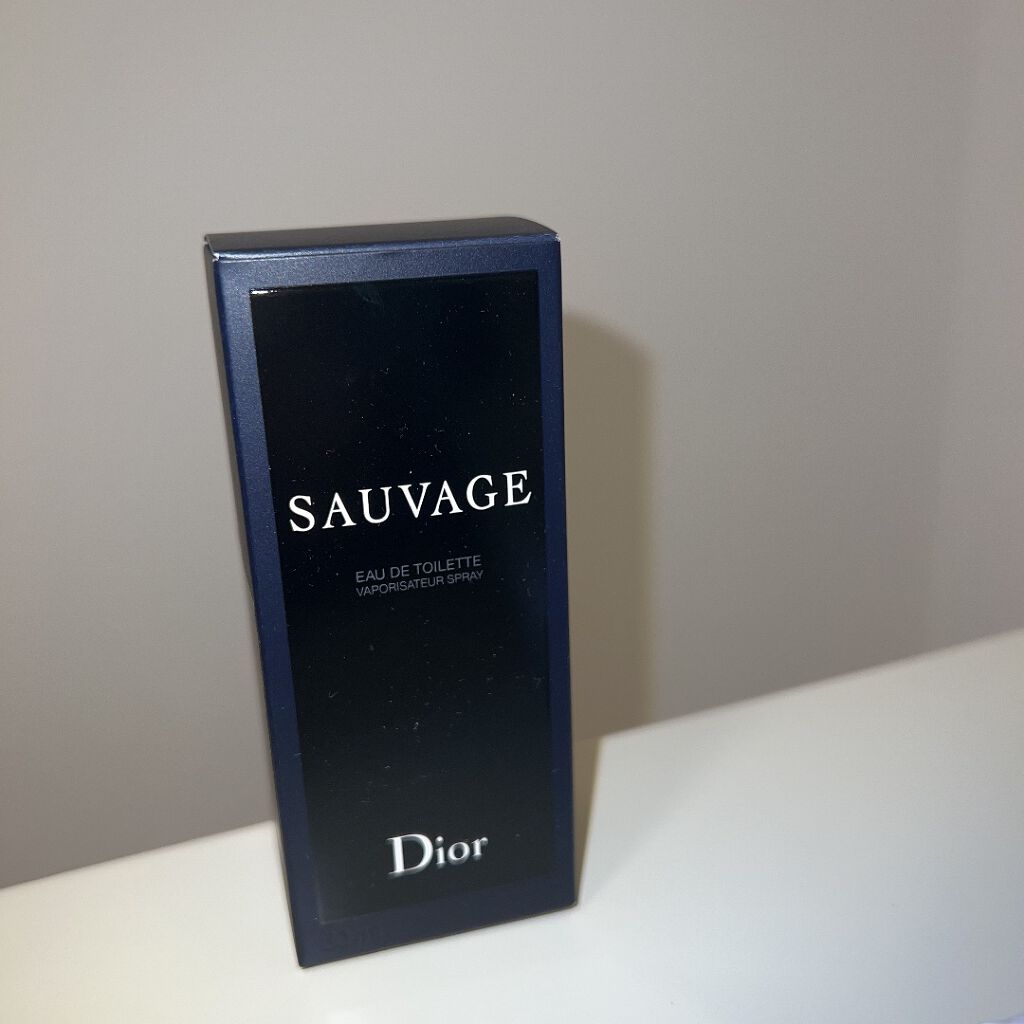 SAUVAGE
EAU DE TOILETTE
VAPORISATEUR SPRAY
Dior